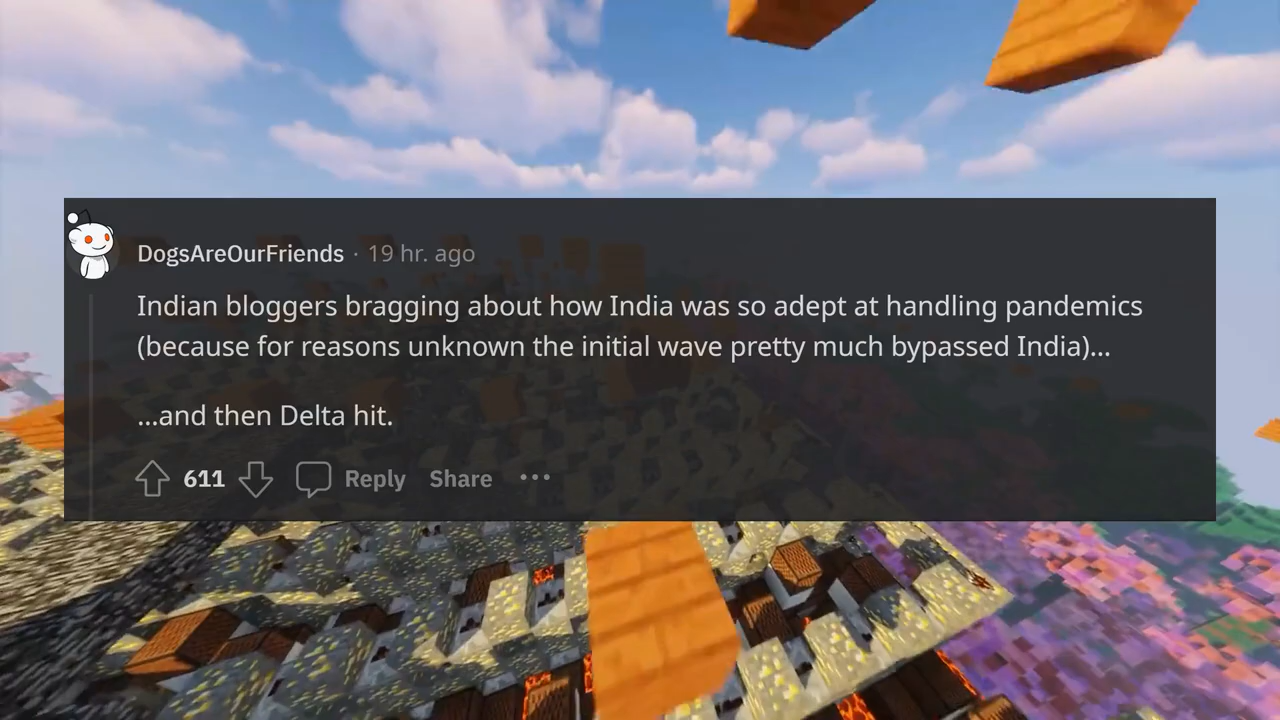 DogsAreOurFriends · 19 hr. ago
Indian bloggers bragging about how India was so adept at handling pandemics
(because for reasons unknown the initial wave pretty much bypassed India)...
...and then Delta hit.
611 Reply Share ...